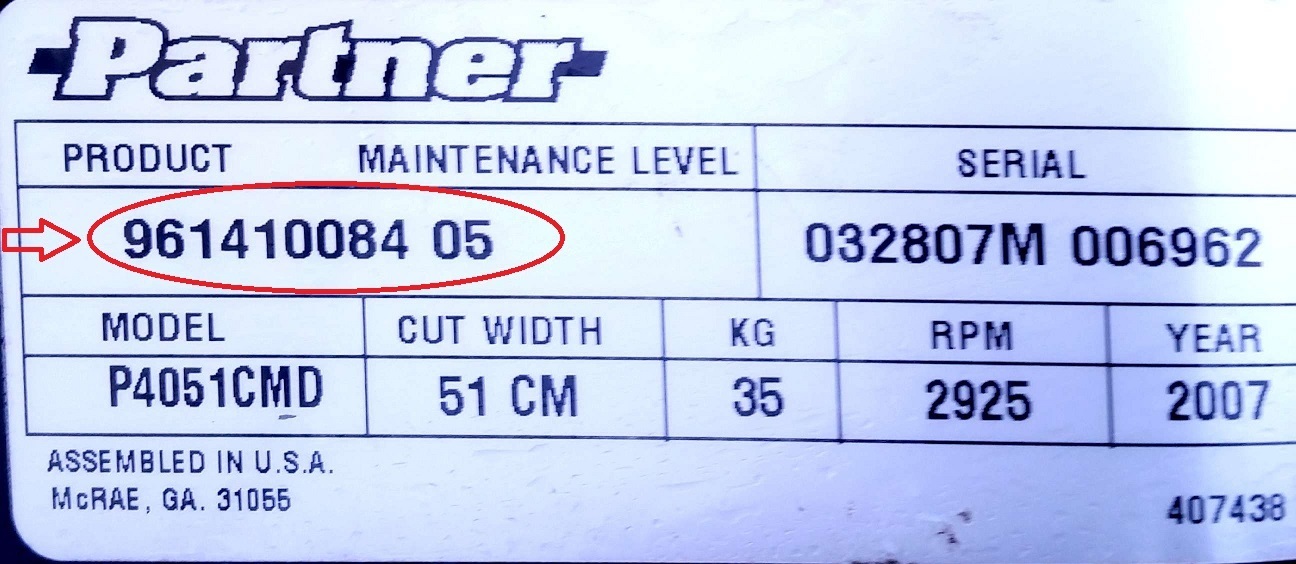 Partner
PRODUCT MAINTENANCE LEVEL SERIAL
961410084 05 032807M 006962
MODEL CUT WIDTH KG RPM YEAR
P4051CMD 51 CM 35 2925 2007
ASSEMBLED IN U.S.A.
McRAE, GA. 31055
407438